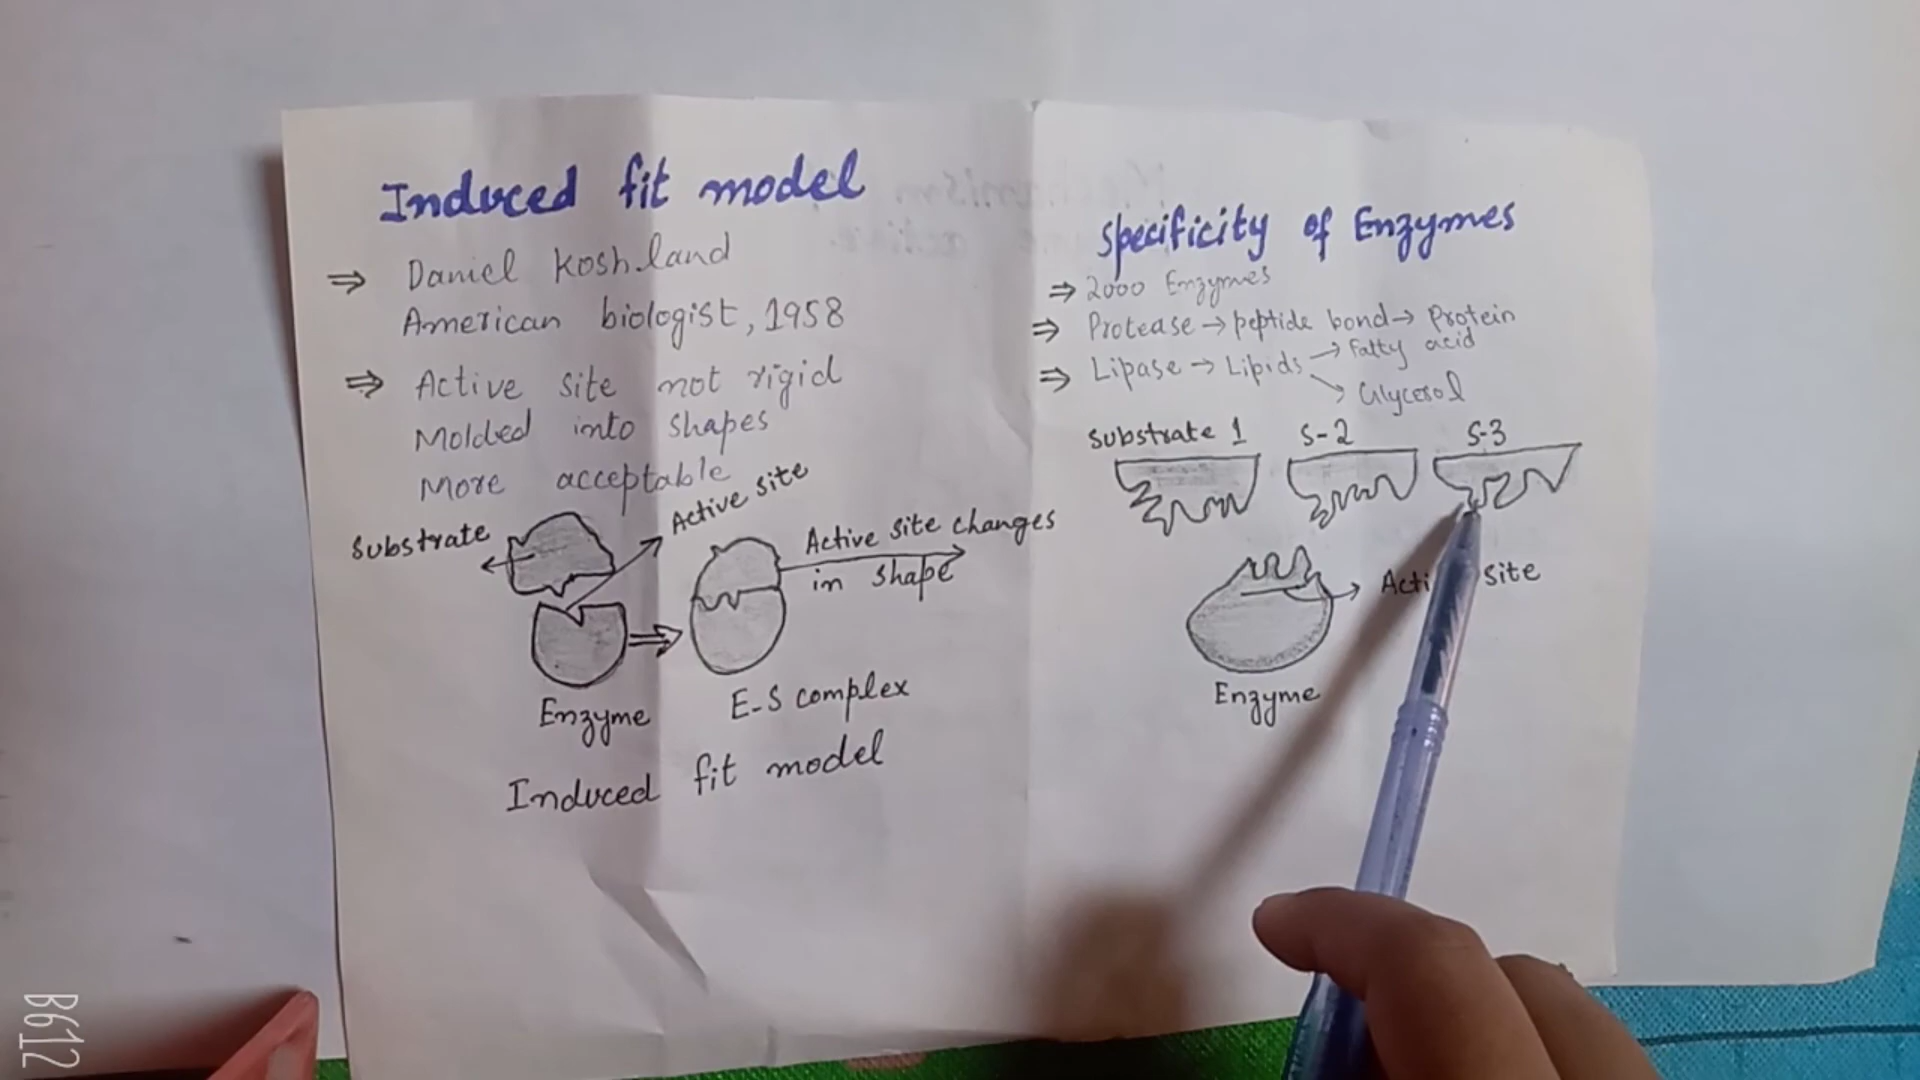 Induced fit model
⇒ Daniel Koshland
American biologist, 1958
⇒ Active site not rigid
Molded into shapes
More acceptable
Substrate
Active site
Active site changes
in shape
Enzyme
E-S complex
Induced fit model
Specificity of Enzymes
⇒ 2000 Enzymes
⇒ Protease → peptide bond → Protein
⇒ Lipase → Lipids → Fatty acid
→ Glycerol
Substrate 1 S-2 S-3
Acti site
Enzyme
B612